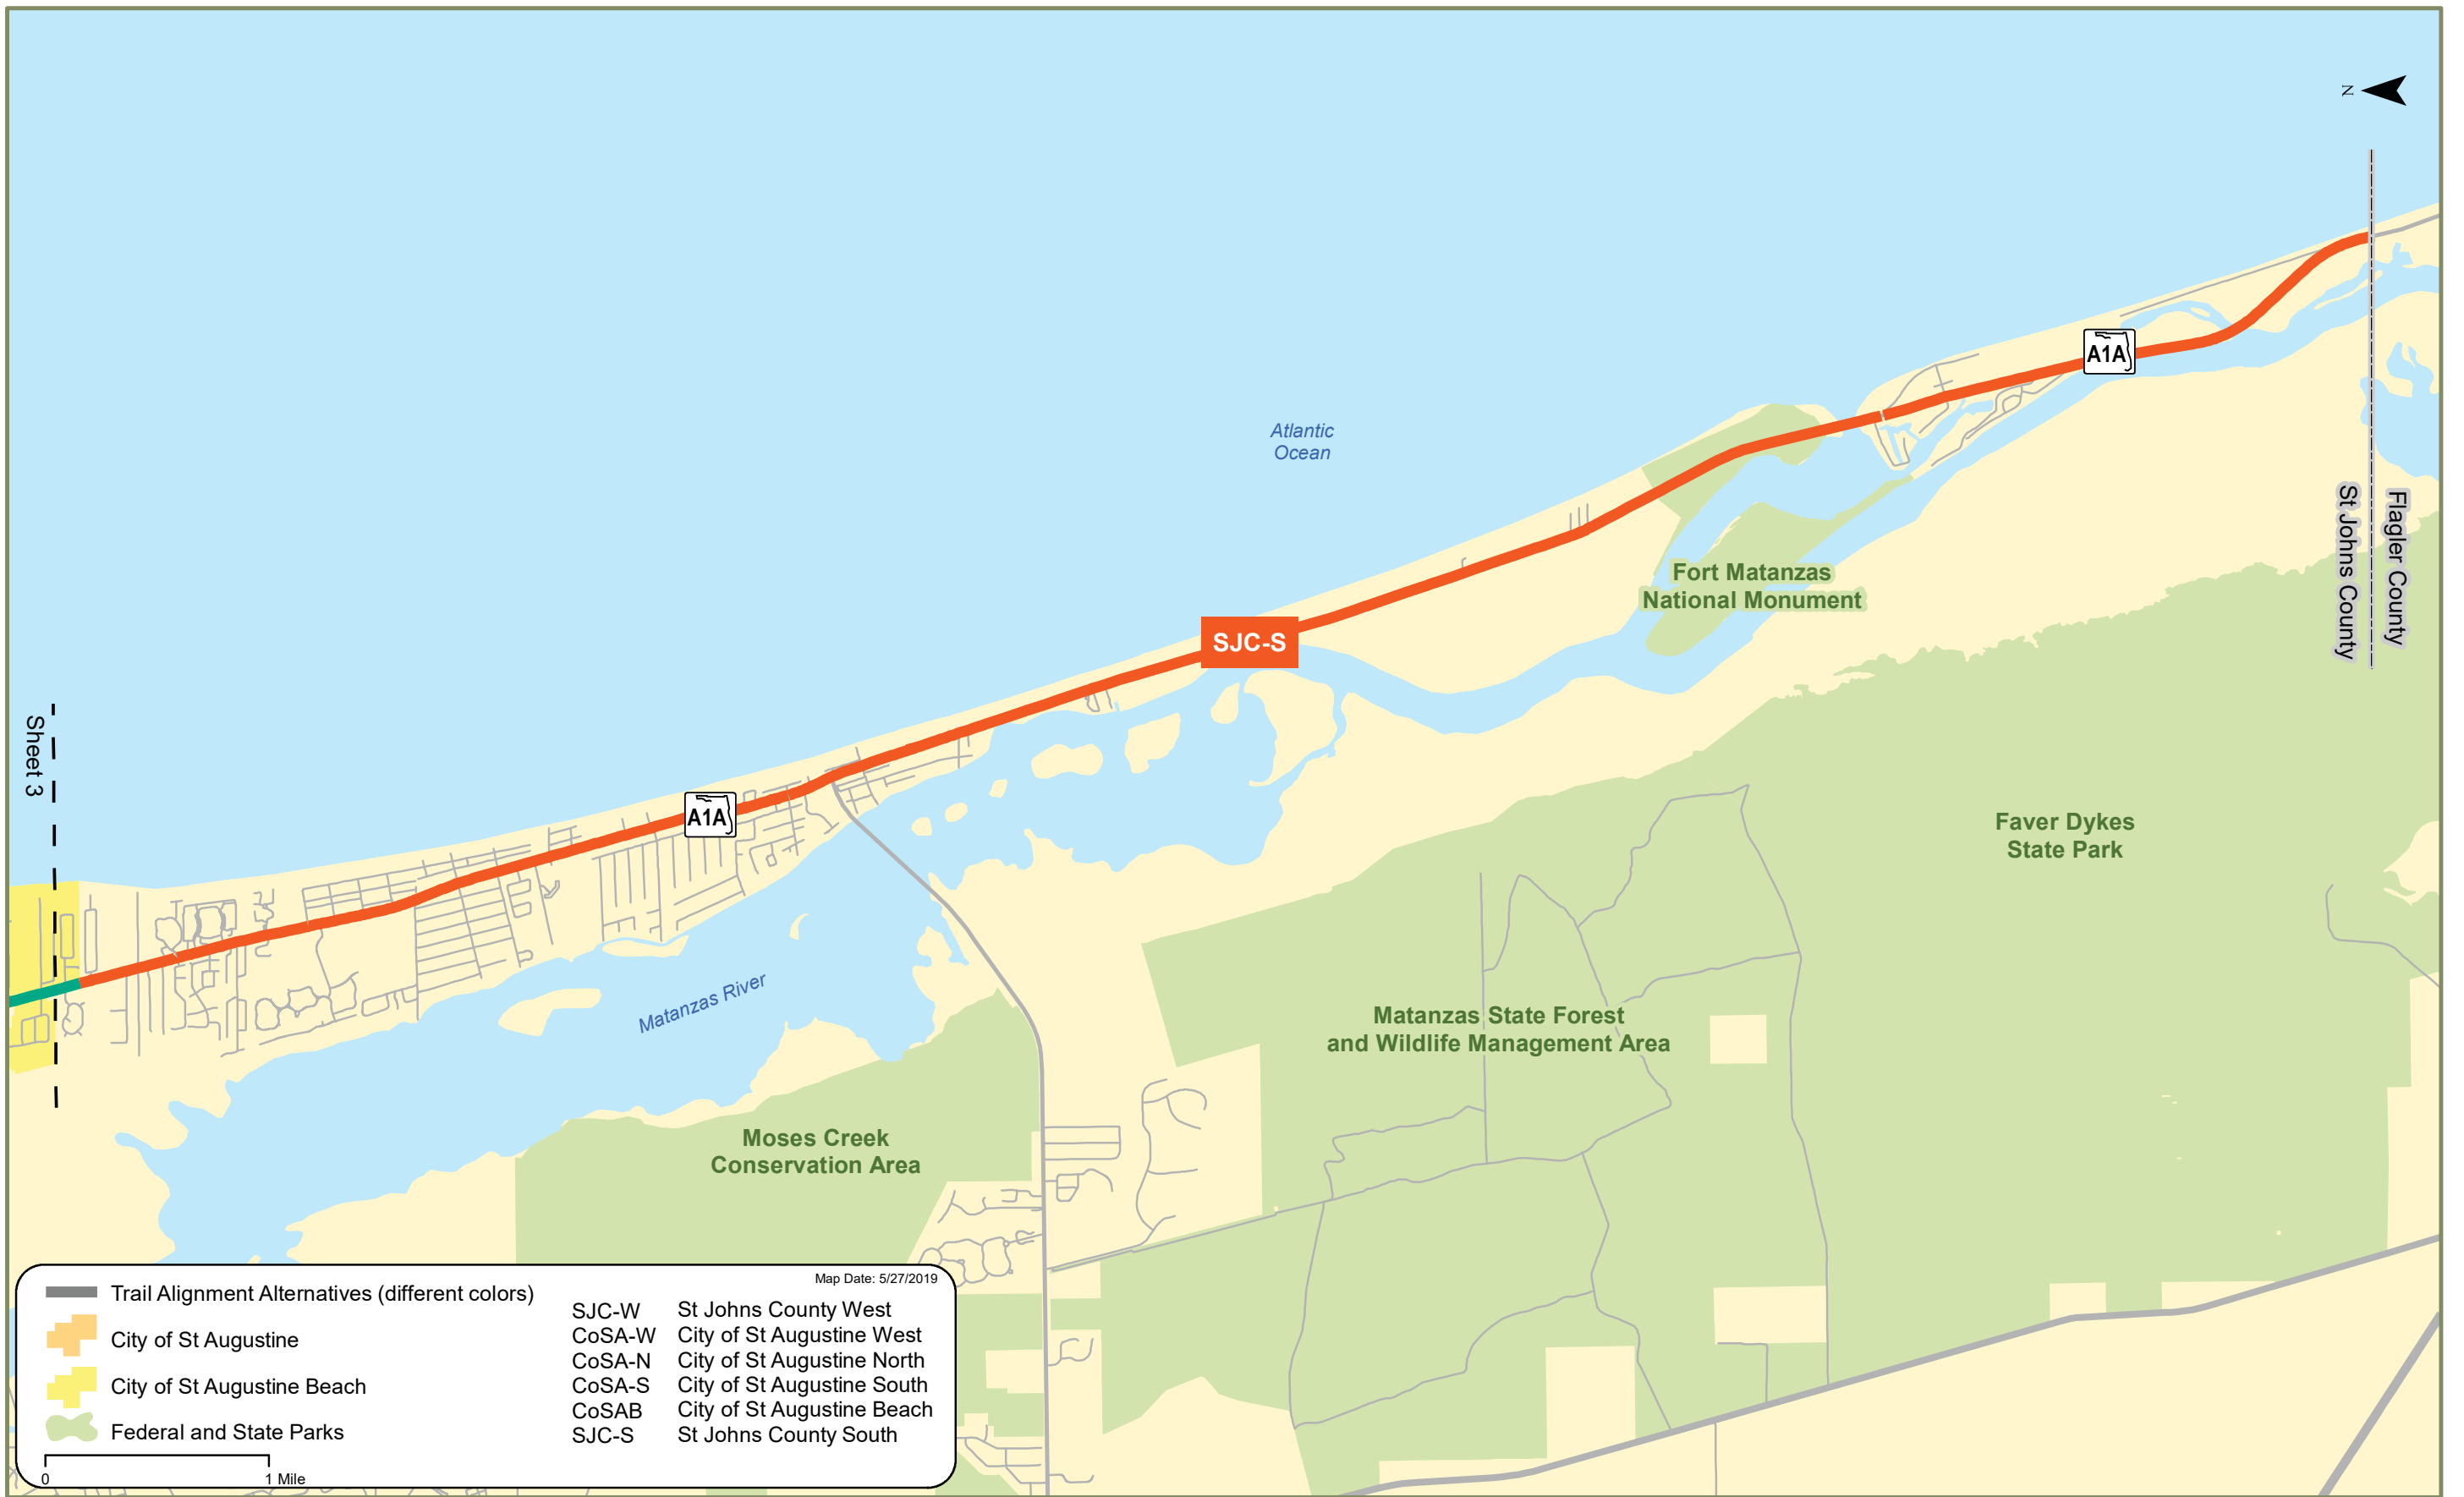 N
Atlantic
Ocean
A1A
Flagler County
St Johns County
Fort Matanzas
National Monument
SJC-S
Sheet 3
A1A
Faver Dykes
State Park
Matanzas River
Matanzas State Forest
and Wildlife Management Area
Moses Creek
Conservation Area
Map Date: 5/27/2019
Trail Alignment Alternatives (different colors)
City of St Augustine
City of St Augustine Beach
Federal and State Parks
0 1 Mile
SJC-W St Johns County West
CoSA-W City of St Augustine West
CoSA-N City of St Augustine North
CoSA-S City of St Augustine South
CoSAB City of St Augustine Beach
SJC-S St Johns County South